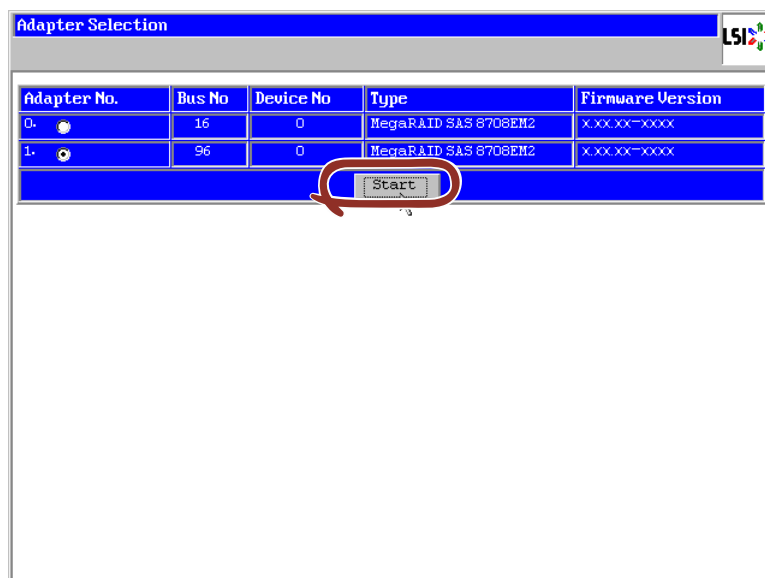 Adapter Selection
LSI
Adapter No. Bus No Device No Type Firmware Version
0. 16 0 MegaRAID SAS 8708EM2 X.XX.XX-XXXX
1. 96 0 MegaRAID SAS 8708EM2 X.XX.XX-XXXX
Start